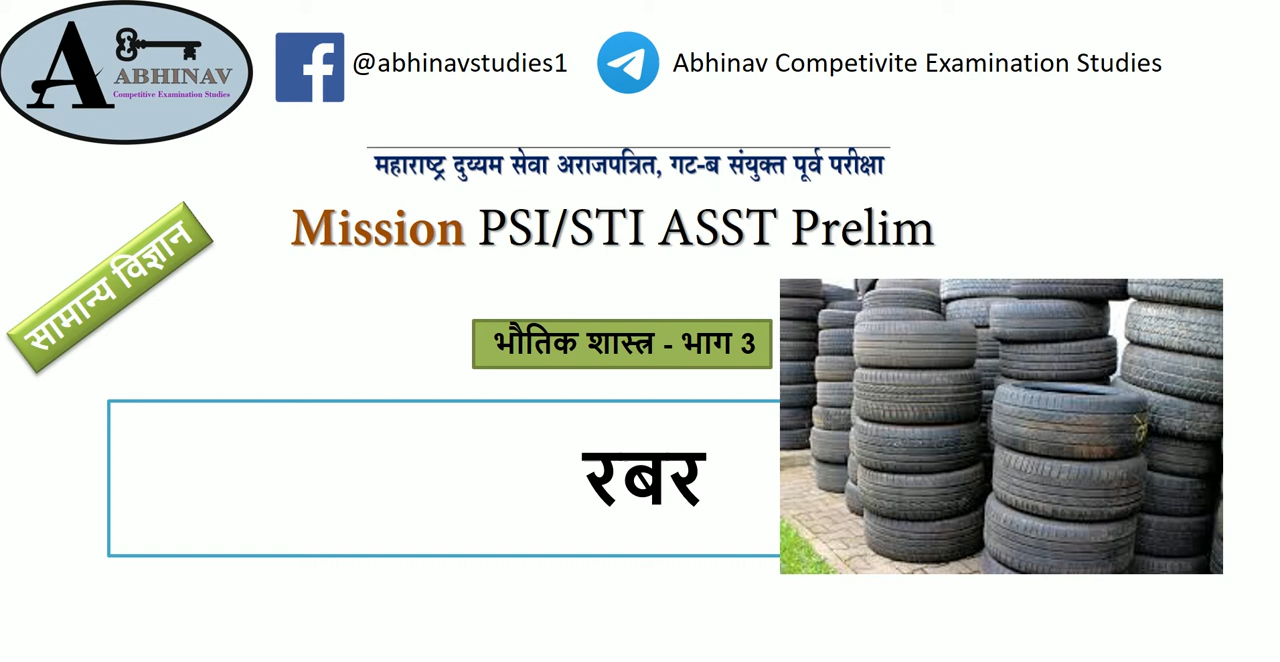 A ABHINAV
Competitive Examination Studies
@abhinavstudies1
Abhinav Competivite Examination Studies
महाराष्ट्र दुय्यम सेवा अराजपत्रित, गट-ब संयुक्त पूर्व परीक्षा
Mission PSI/STI ASST Prelim
सामान्य विज्ञान
भौतिक शास्त्र - भाग 3
रबर